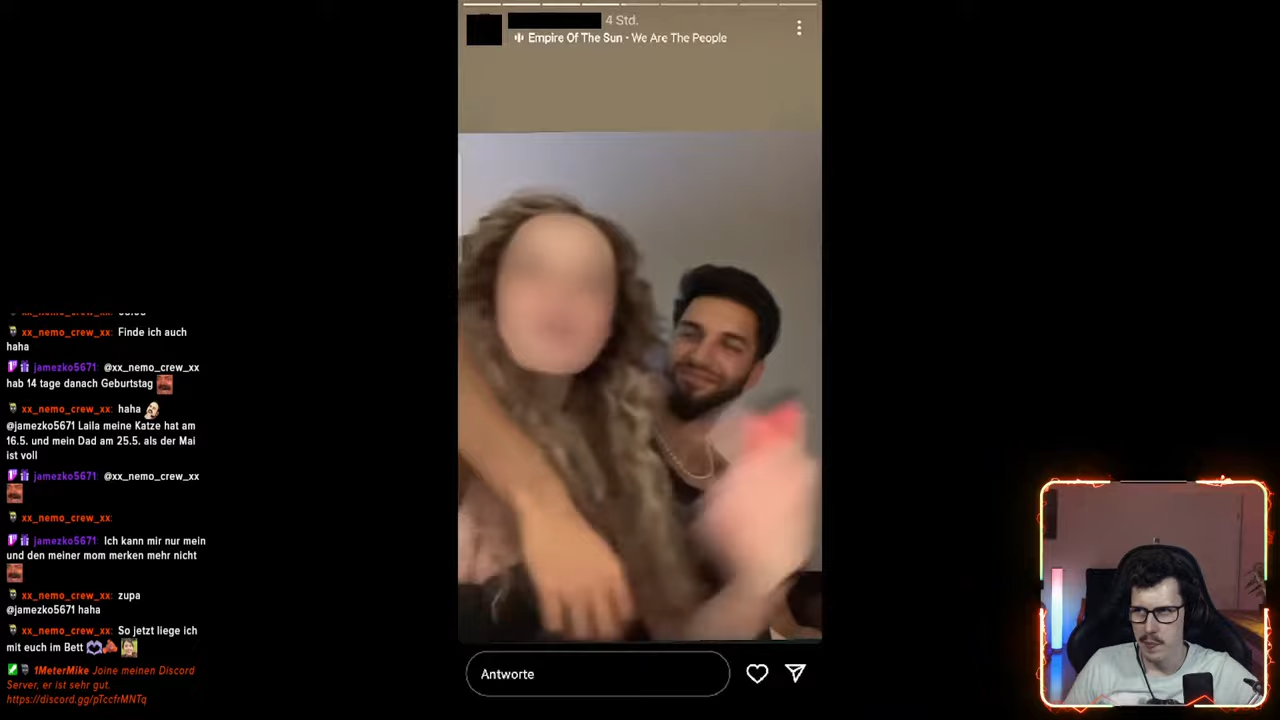 4 Std.
Empire Of The Sun - We Are The People
xx_nemo_crew_xx: Finde ich auch
haha
jamezko5671: @xx_nemo_crew_xx
hab 14 tage danach Geburtstag
xx_nemo_crew_xx: haha
@jamezko5671 Laila meine Katze hat am
16.5. und mein Dad am 25.5. als der Mai
ist voll
jamezko5671: @xx_nemo_crew_xx
xx_nemo_crew_xx:
jamezko5671: Ich kann mir nur mein
und den meiner mom merken mehr nicht
xx_nemo_crew_xx: zupa
@jamezko5671 haha
xx_nemo_crew_xx: So jetzt liege ich
mit euch im Bett
1MeterMike Joine meinen Discord
Server, er ist sehr gut.
https://discord.gg/pTccfrMNTq
Antworte